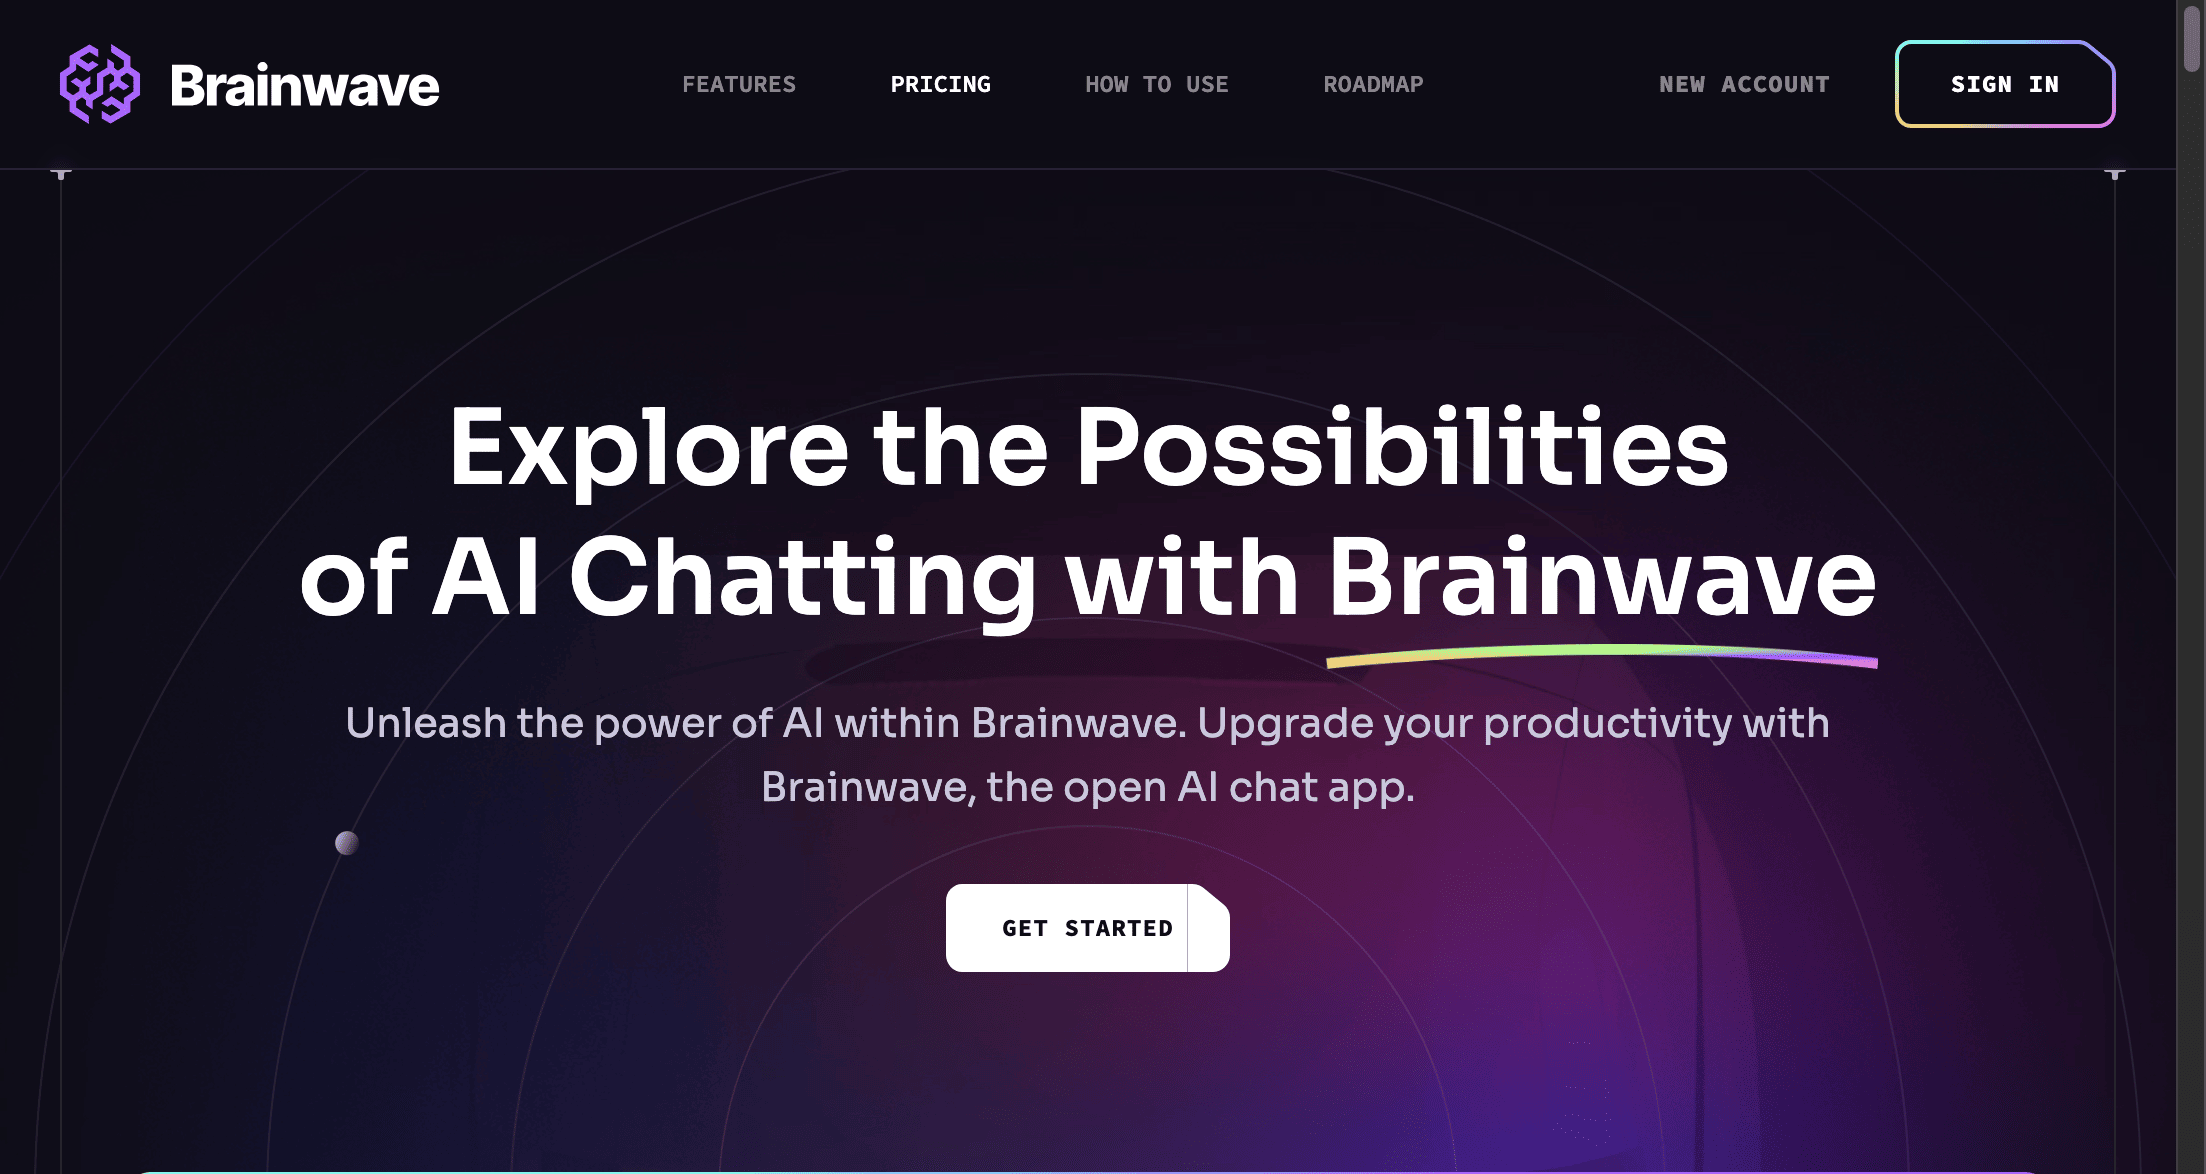 Brainwave
FEATURES
PRICING
HOW TO USE
ROADMAP
NEW ACCOUNT
SIGN IN
Explore the Possibilities
of AI Chatting with Brainwave
Unleash the power of AI within Brainwave. Upgrade your productivity with
Brainwave, the open AI chat app.
GET STARTED